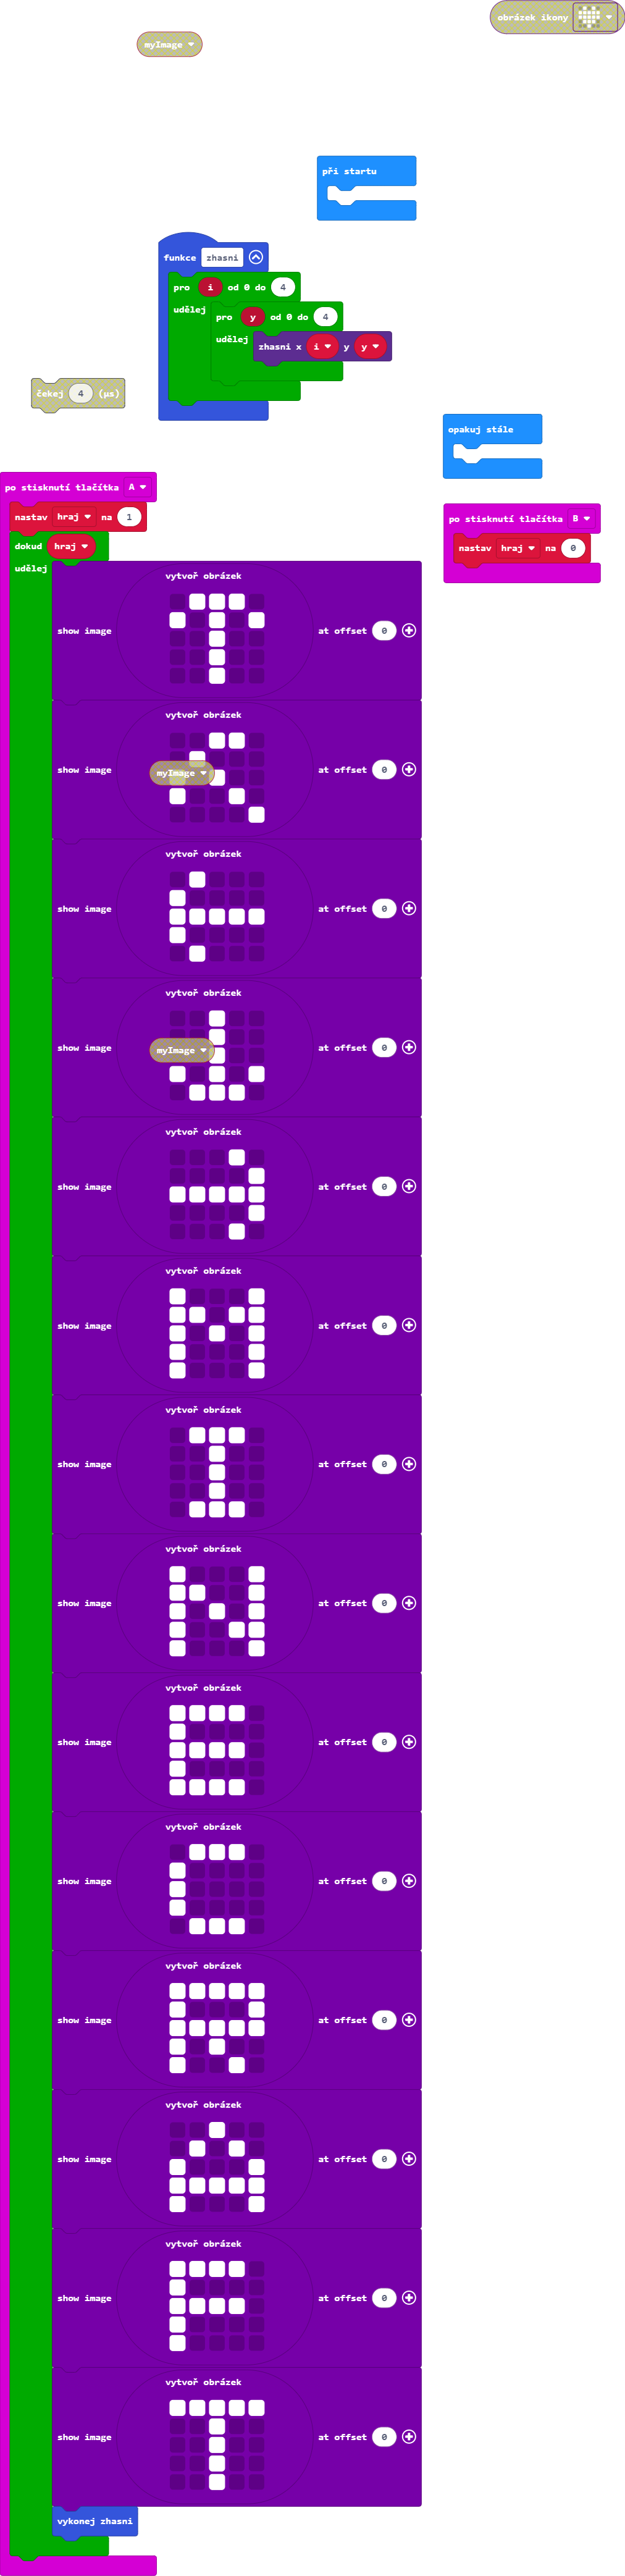 obrázek ikony
myImage
při startu
funkce zhasni
pro i od 0 do 4
udělej
pro y od 0 do 4
udělej
zhasni x i y y
čekej 4 (µs)
opakuj stále
po stisknutí tlačítka A
nastav hraj na 1
dokud hraj
udělej
po stisknutí tlačítka B
nastav hraj na 0
vytvoř obrázek
show image at offset 0
vytvoř obrázek
show image myImage at offset 0
vytvoř obrázek
show image at offset 0
vytvoř obrázek
show image myImage at offset 0
vytvoř obrázek
show image at offset 0
vytvoř obrázek
show image at offset 0
vytvoř obrázek
show image at offset 0
vytvoř obrázek
show image at offset 0
vytvoř obrázek
show image at offset 0
vytvoř obrázek
show image at offset 0
vytvoř obrázek
show image at offset 0
vytvoř obrázek
show image at offset 0
vytvoř obrázek
show image at offset 0
vytvoř obrázek
show image at offset 0
vykonej zhasni